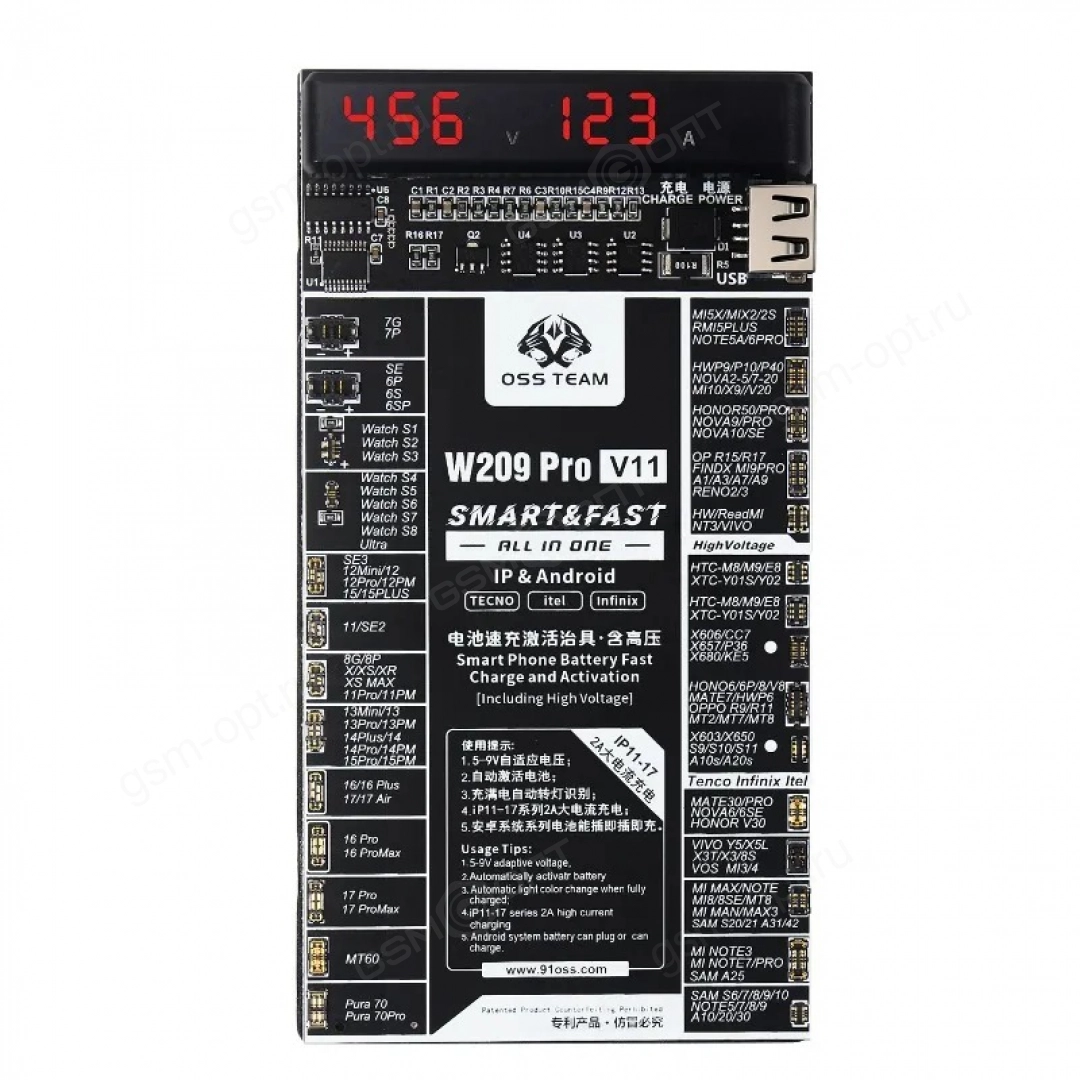 456 V 123 A
U6
C8
C1 R1 C2 R2 R3 R4 R7 R6 C3R10R15C4R9R12R13
充电 电源
CHARGE POWER
R11
C7
U1
R16 R17
Q2
U4
U3
U2
D1
R100
R5
USB
7G
7P
- +
SE
6P
6S
6SP
- +
Watch S1
Watch S2
Watch S3
+
Watch S4
Watch S5
Watch S6
Watch S7
Watch S8
Ultra
SE3
12Mini/12
12Pro/12PM
15/15PLUS
11/SE2
8G/8P
X/XS/XR
XS MAX
11Pro/11PM
13Mini/13
13Pro/13PM
14Plus/14
14Pro/14PM
15Pro/15PM
16/16 Plus
17/17 Air
16 Pro
16 ProMax
17 Pro
17 ProMax
MT60
Pura 70
Pura 70Pro
OSS TEAM
W209 Pro V11
SMART&FAST
ALL IN ONE
IP & Android
TECNO itel Infinix
电池速充激活治具·含高压
Smart Phone Battery Fast
Charge and Activation
[Including High Voltage]
IP11-17
2A大电流充电
使用提示:
1.5-9V自适应电压;
2.自动激活电池;
3.充满电自动转灯识别;
4.iP11-17系列2A大电流充电;
5.安卓系统系列电池能插即插即充.
Usage Tips:
1.5-9V adaptive voltage,
2.Automatically activatr battery
3.Automatic light color change when fully
charged;
4.iP11-17 series 2A high current
charging
5. Android system battery can plug or can
charge.
www.91oss.com
Patented Product Counterfeiting Perhibited
专利产品·仿冒必究
MI5X/MIX2/2S
RMI5PLUS
NOTE5A/6PRO
HWP9/P10/P40
NOVA2-5/7-20
MI10/X9//V20
HONOR50/PRO
NOVA9/PRO
NOVA10/SE
OP R15/R17
FINDX MI9PRO
A1/A3/A7/A9
RENO2/3
HW/ReadMI
NT3/VIVO
HighVoltage
HTC-M8/M9/E8
XTC-Y01S/Y02
HTC-M8/M9/E8
XTC-Y01S/Y02
X606/CC7
X657/P36
X680/KE5
HONO6/6P/8/V8
MATE7/HWP6
OPPO R9/R11
MT2/MT7/MT8
X603/X650
S9/S10/S11
A10s/A20s
Tenco Infinix Itel
MATE30/PRO
NOVA6/6SE
HONOR V30
VIVO Y5/X5L
X3T/X3/8S
VOS MI3/4
MI MAX/NOTE
MI8/8SE/MT8
MI MAN/MAX3
SAM S20/21 A31/42
MI NOTE3
MI NOTE7/PRO
SAM A25
SAM S6/7/8/9/10
NOTE5/7/8/9
A10/20/30
gsm-opt.ru
GSM ОПТ